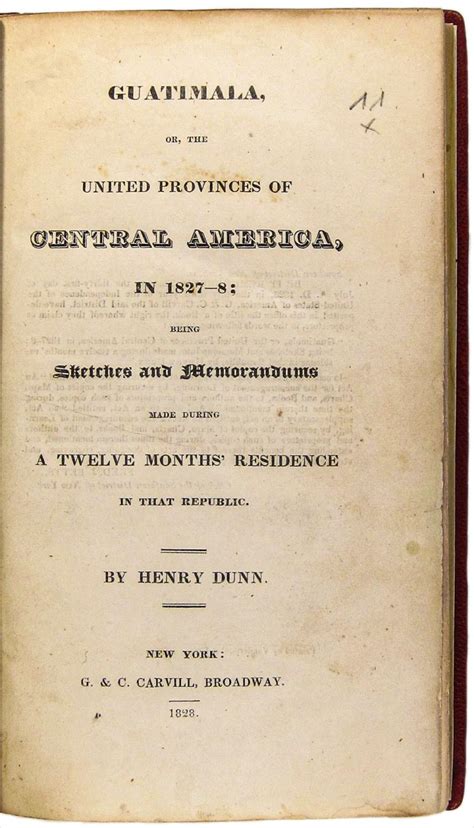 GUATIMALA,
11
x
OR, THE
UNITED PROVINCES OF
CENTRAL AMERICA,
IN 1827–8;
BEING
Sketches and Memorandums
MADE DURING
A TWELVE MONTHS' RESIDENCE
IN THAT REPUBLIC.
BY HENRY DUNN.
NEW YORK:
G. & C. CARVILL, BROADWAY.
1828.